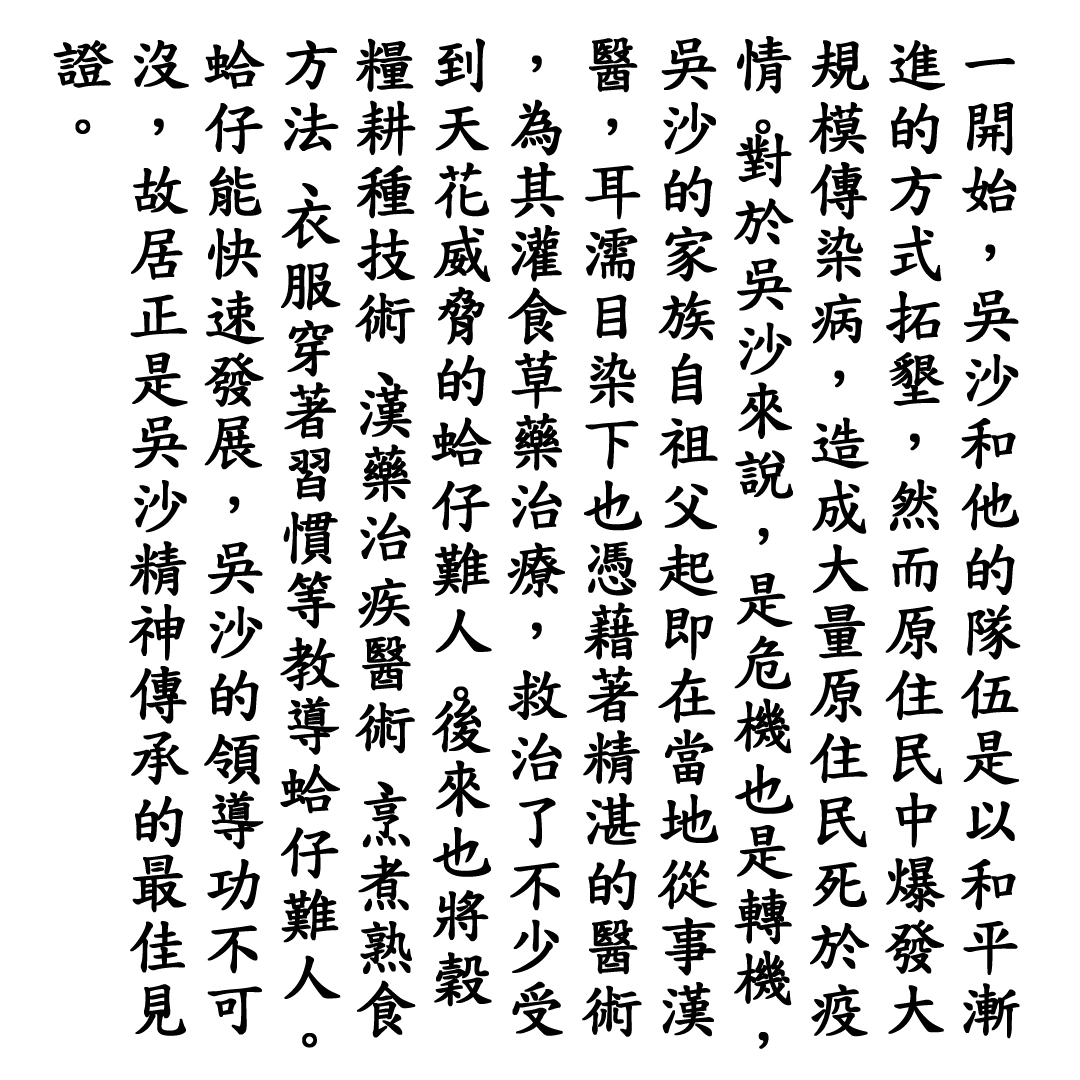 一開始，吳沙和他的隊伍是以和平漸
進的方式拓墾，然而原住民中爆發大
規模傳染病，造成大量原住民死於疫
情。對於吳沙來說，是危機也是轉機，
吳沙的家族自祖父起即在當地從事漢
醫，耳濡目染下也憑藉著精湛的醫術
，為其灌食草藥治療，救治了不少受
到天花威脅的蛤仔難人。後來也將穀
糧耕種技術、漢藥治疾醫術、烹煮熟食
方法、衣服穿著習慣等教導蛤仔難人。
蛤仔能快速發展，吳沙的領導功不可
沒，故居正是吳沙精神傳承的最佳見
證。